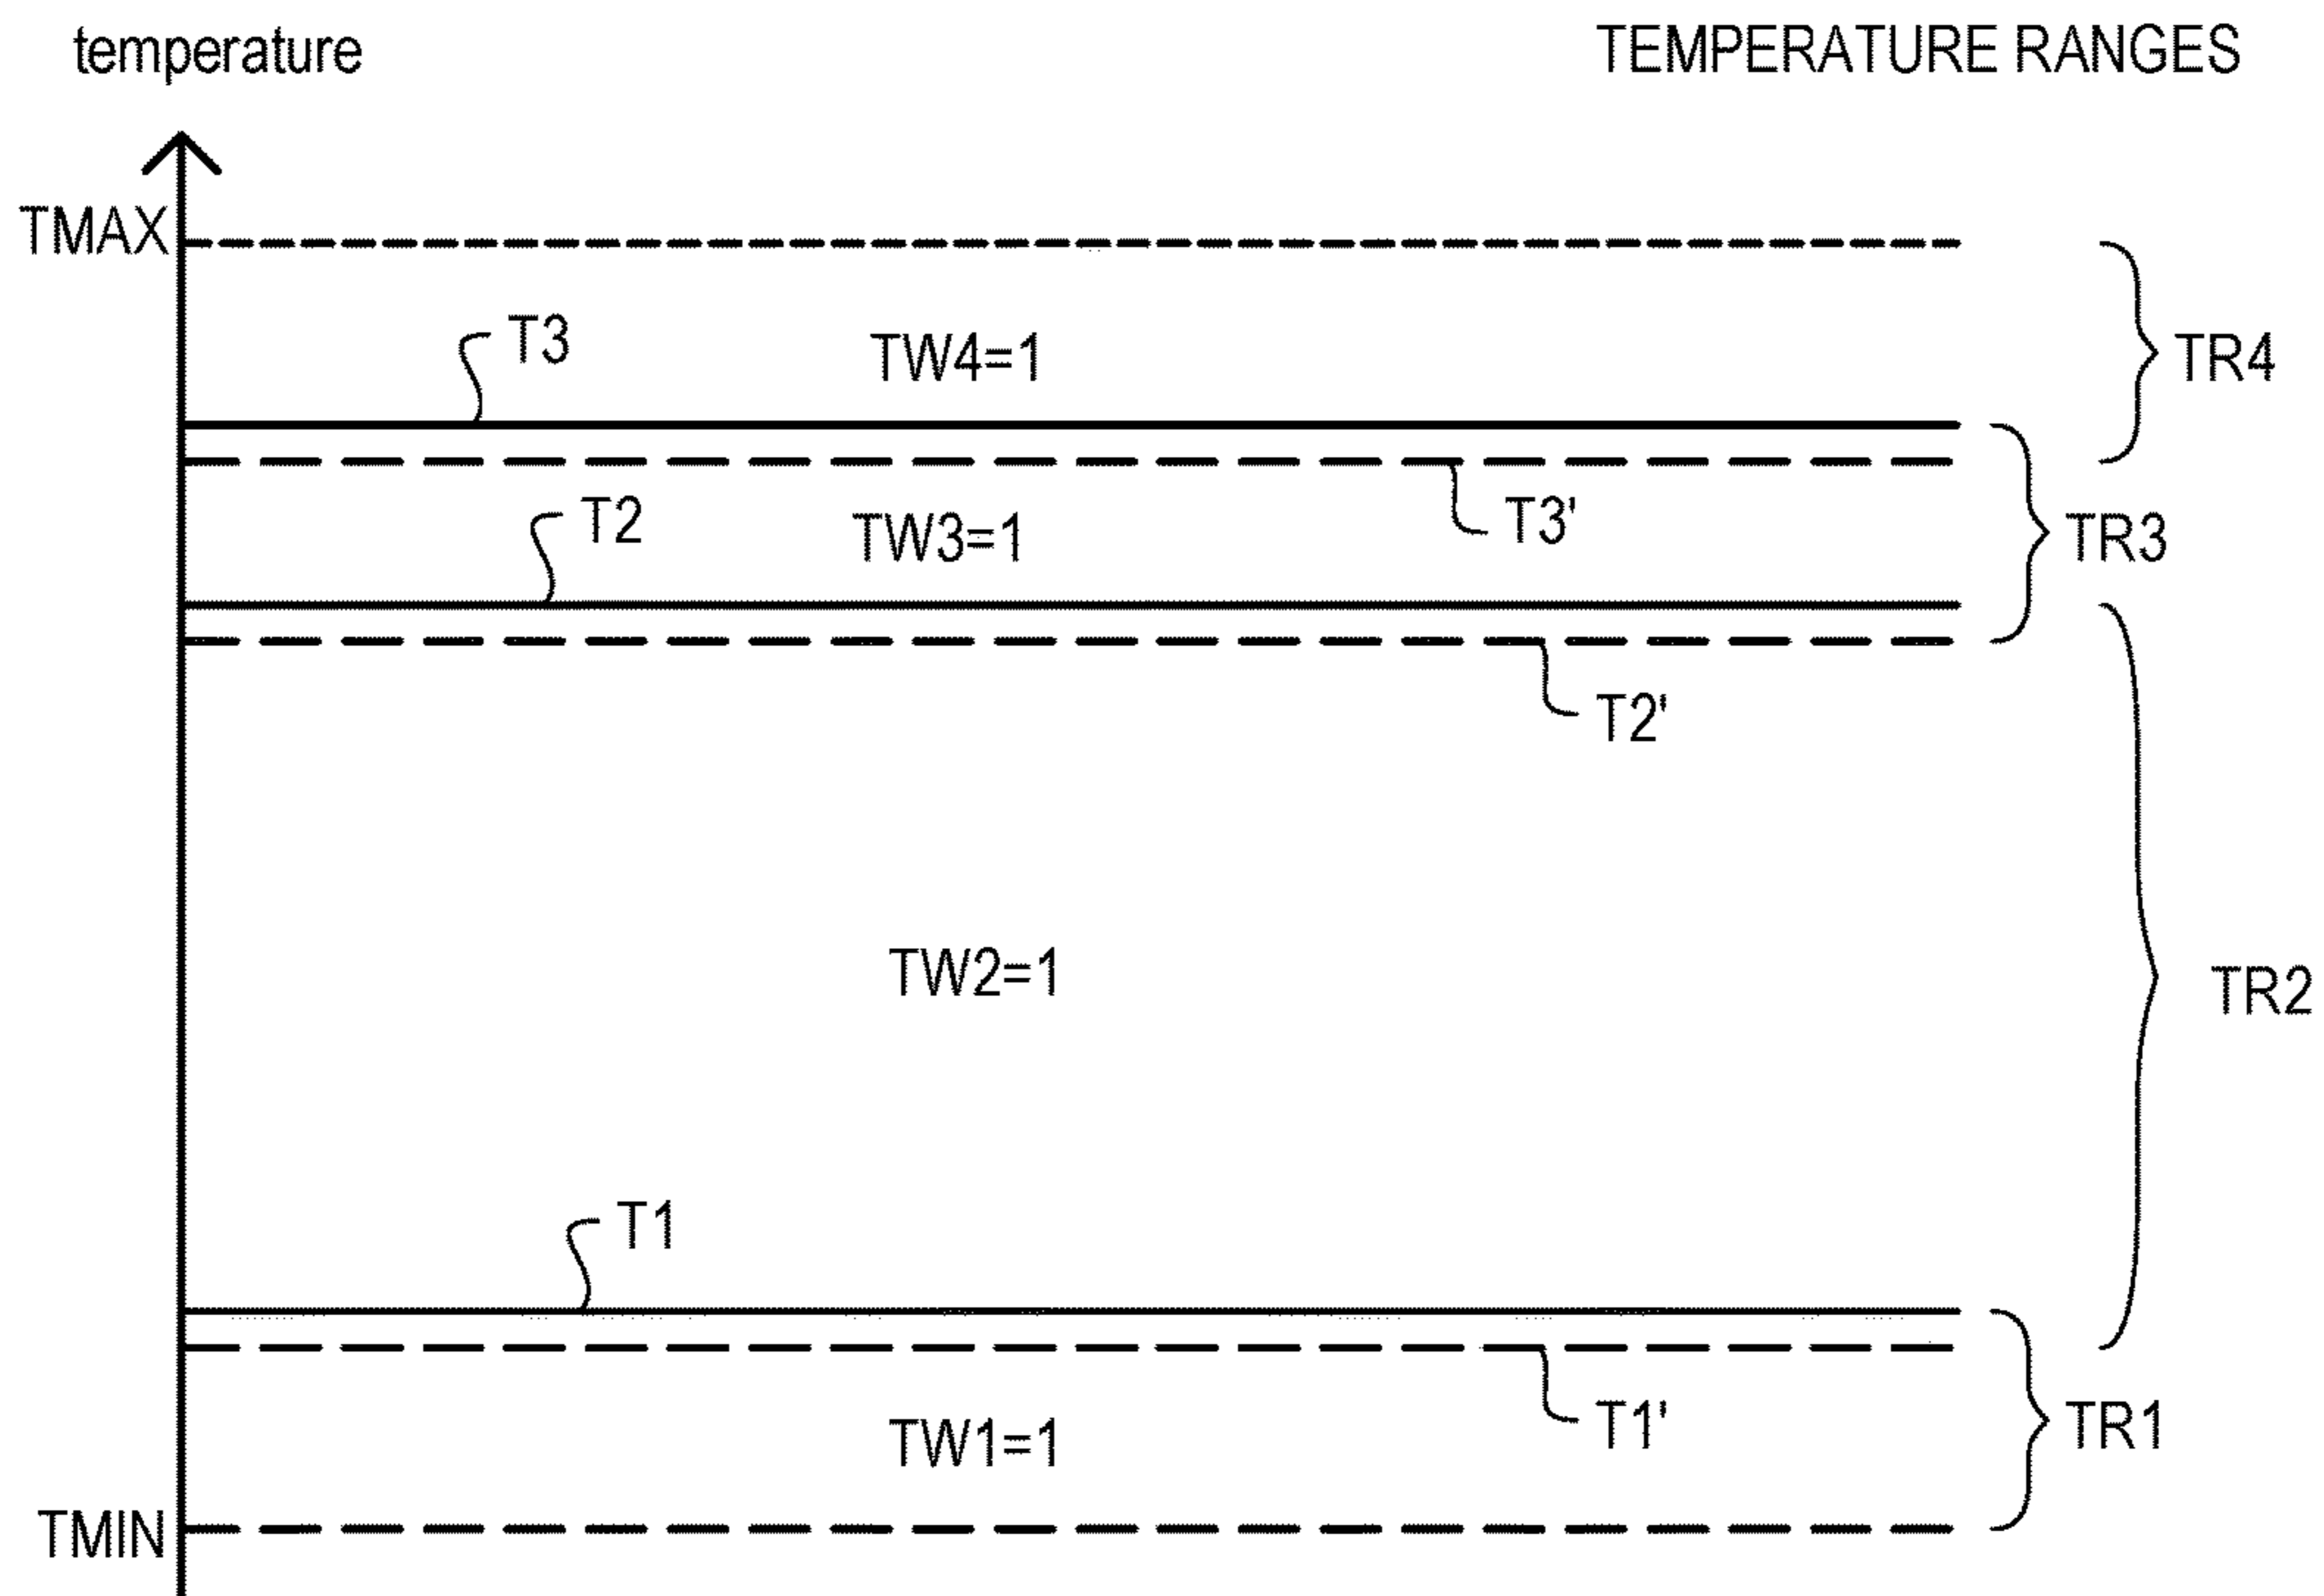 temperature
TEMPERATURE RANGES
TMAX
T3
TW4=1
TR4
T2
TW3=1
T3'
TR3
T2'
TW2=1
TR2
T1
TW1=1
T1'
TR1
TMIN